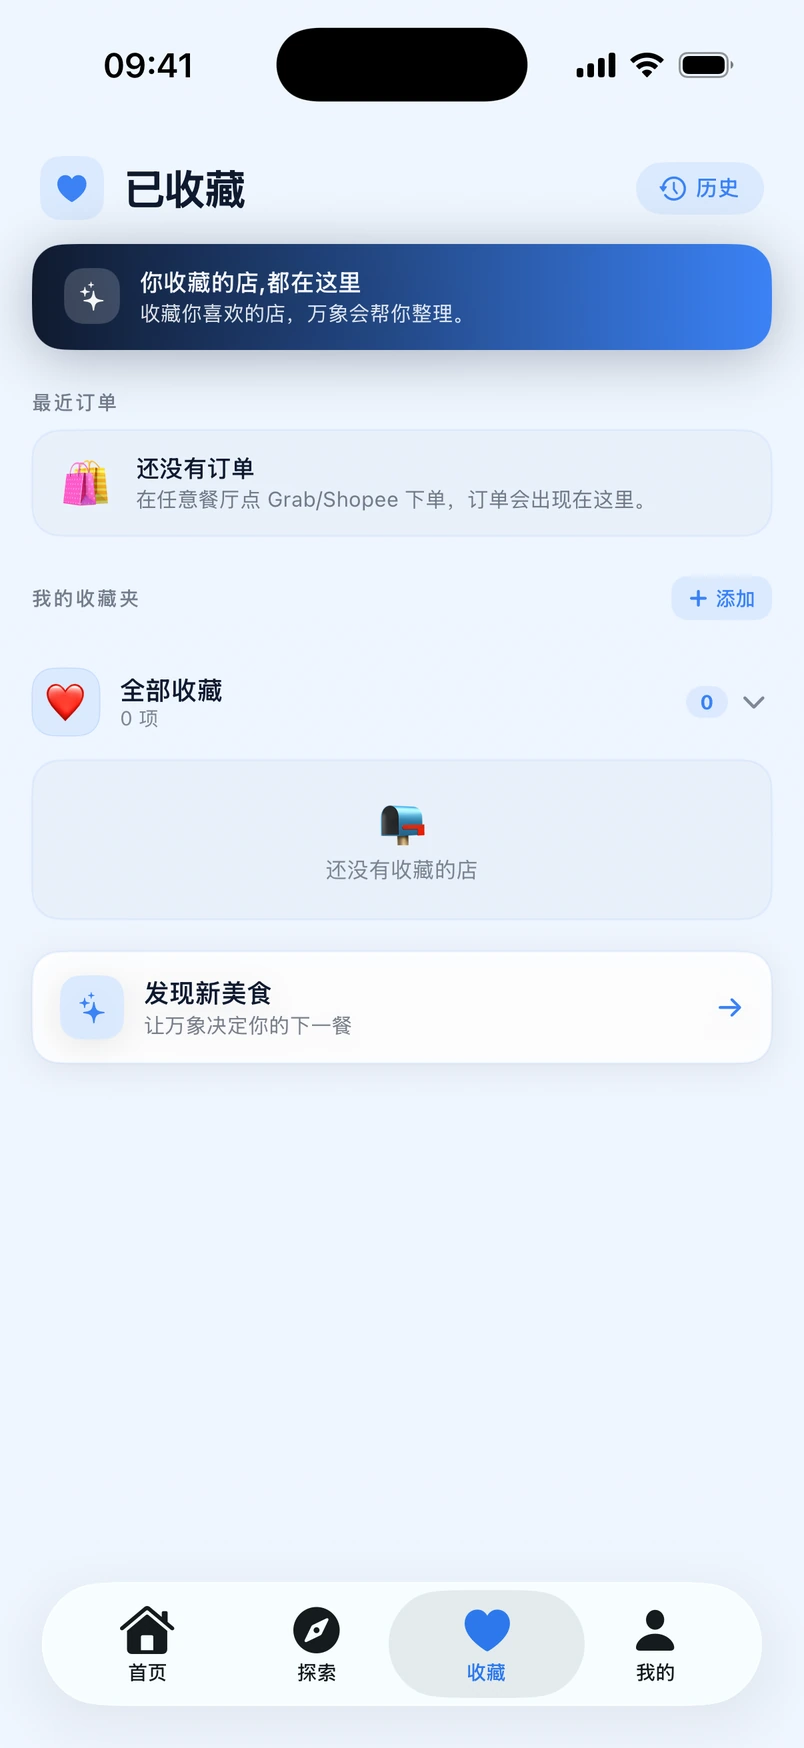 09:41
已收藏
历史
你收藏的店,都在这里
收藏你喜欢的店，万象会帮你整理。
最近订单
还没有订单
在任意餐厅点 Grab/Shopee 下单，订单会出现在这里。
我的收藏夹
+ 添加
全部收藏
0 项
0
还没有收藏的店
发现新美食
让万象决定你的下一餐
首页
探索
收藏
我的